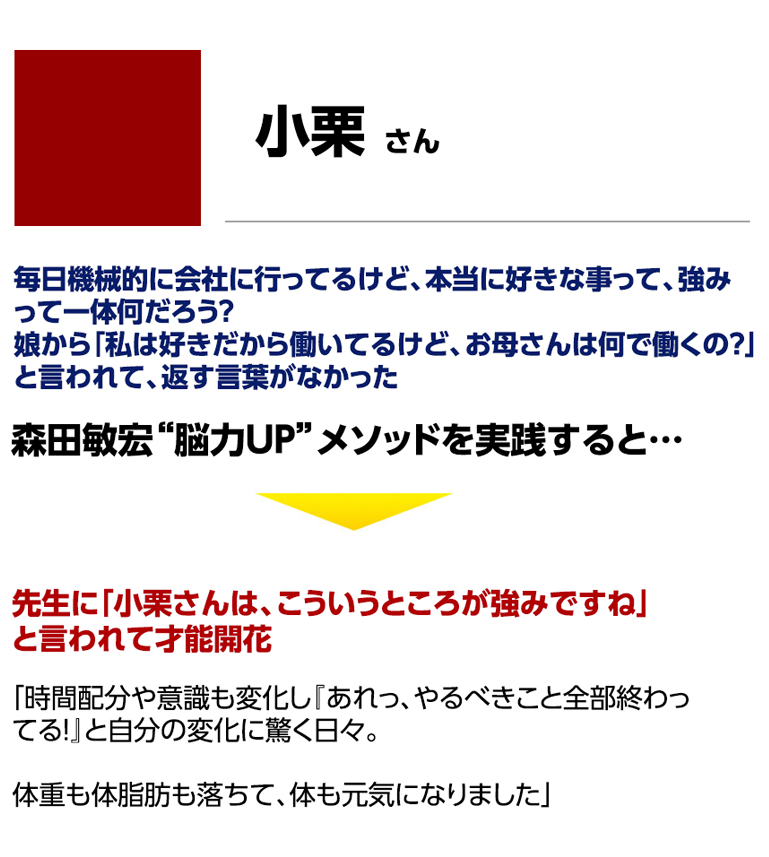 小栗 さん
毎日機械的に会社に行ってるけど、本当に好きな事って、強み
って一体何だろう?
娘から「私は好きだから働いてるけど、お母さんは何で働くの?」
と言われて、返す言葉がなかった
森田敏宏“脳力UP”メソッドを実践すると…
先生に「小栗さんは、こういうところが強みですね」
と言われて才能開花
「時間配分や意識も変化し『あれっ、やるべきこと全部終わっ
てる!』と自分の変化に驚く日々。
体重も体脂肪も落ちて、体も元気になりました」